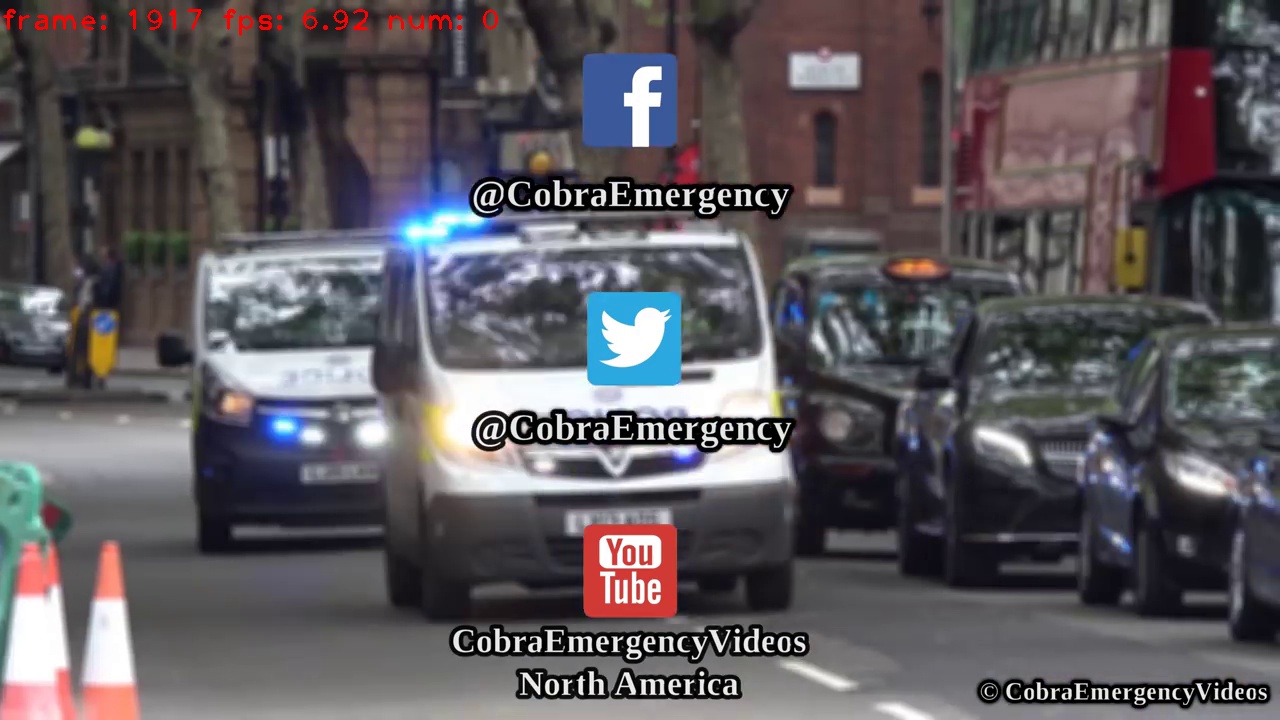 frame: 1917 fps: 6.92 num: 0
f
@CobraEmergency
@CobraEmergency
You
Tube
CobraEmergencyVideos
North America
© CobraEmergencyVideos